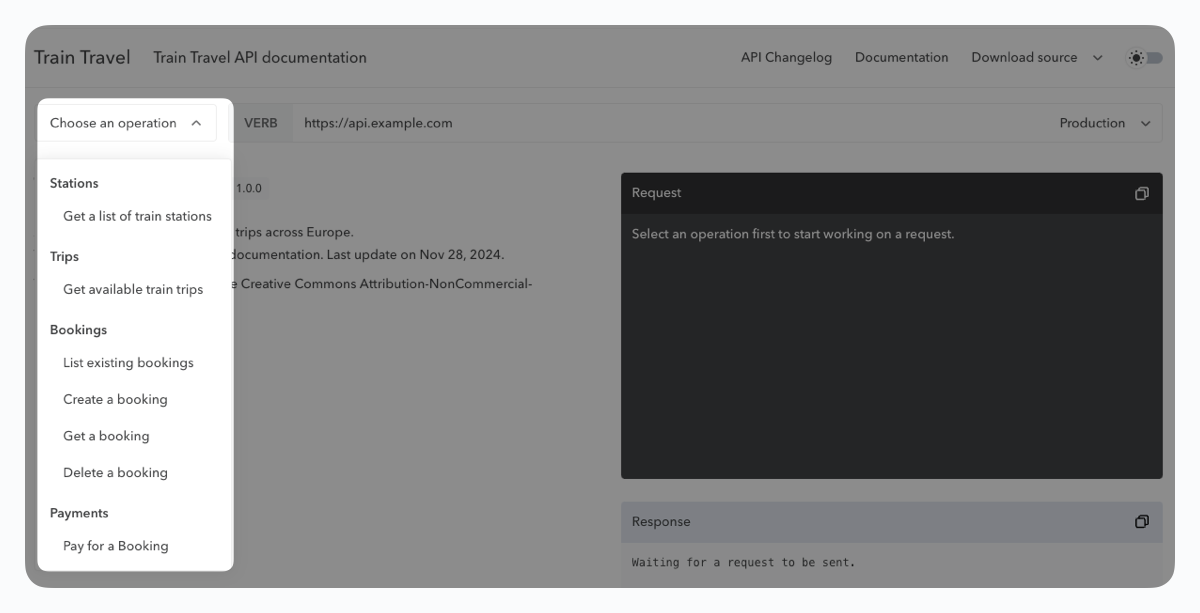 Train Travel
Train Travel API documentation
API Changelog
Documentation
Download source
Choose an operation
VERB
https://api.example.com
Production
Stations
Get a list of train stations
Trips
Get available train trips
Bookings
List existing bookings
Create a booking
Get a booking
Delete a booking
Payments
Pay for a Booking
1.0.0
trips across Europe.
documentation. Last update on Nov 28, 2024.
Creative Commons Attribution-NonCommercial-
Request
Select an operation first to start working on a request.
Response
Waiting for a request to be sent.